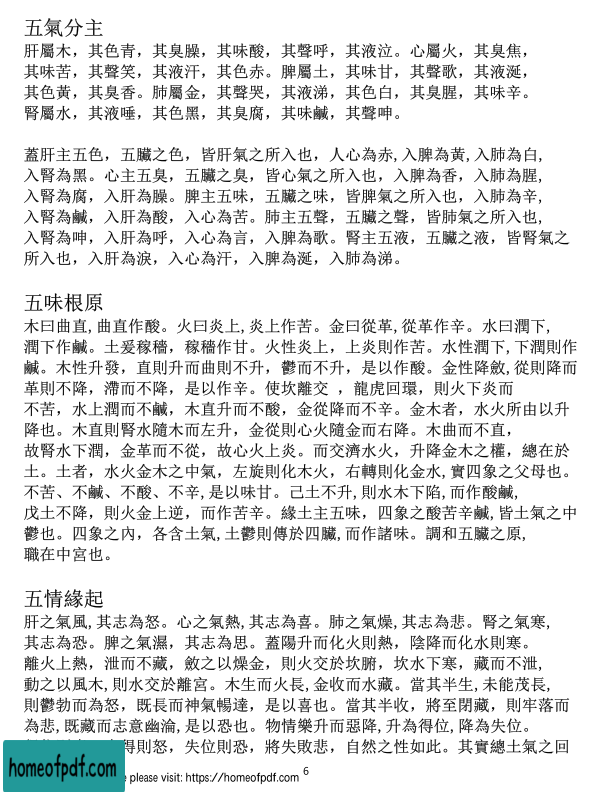 五氣分主
肝屬木，其色青，其臭臊，其味酸，其聲呼，其液泣。心屬火，其臭焦，
其味苦，其聲笑，其液汗，其色赤。脾屬土，其味甘，其聲歌，其液涎，
其色黃，其臭香。肺屬金，其聲哭，其液涕，其色白，其臭腥，其味辛。
腎屬水，其液唾，其色黑，其臭腐，其味鹹，其聲呻。
蓋肝主五色，五臟之色，皆肝氣之所入也，人心為赤,入脾為黃,入肺為白,
入腎為黑。心主五臭，五臟之臭，皆心氣之所入也，入脾為香，入肺為腥，
入腎為腐，入肝為臊。脾主五味，五臟之味，皆脾氣之所入也，入肺為辛，
入腎為鹹，入肝為酸，入心為苦。肺主五聲，五臟之聲，皆肺氣之所入也，
入腎為呻，入肝為呼，入心為言，入脾為歌。腎主五液，五臟之液，皆腎氣之
所入也，入肝為淚，入心為汗，入脾為涎，入肺為涕。
五味根原
木曰曲直,曲直作酸。火曰炎上,炎上作苦。金曰從革,從革作辛。水曰潤下,
潤下作鹹。土爰稼穡，稼穡作甘。火性炎上，上炎則作苦。水性潤下,下潤則作
鹹。木性升發，直則升而曲則不升，鬱而不升，是以作酸。金性降斂,從則降而
革則不降，滯而不降，是以作辛。使坎離交 ，龍虎回環，則火下炎而
不苦，水上潤而不鹹，木直升而不酸，金從降而不辛。金木者，水火所由以升
降也。木直則腎水隨木而左升，金從則心火隨金而右降。木曲而不直，
故腎水下潤，金革而不從，故心火上炎。而交濟水火，升降金木之權，總在於
土。土者，水火金木之中氣，左旋則化木火，右轉則化金水,實四象之父母也。
不苦、不鹹、不酸、不辛,是以味甘。己土不升,則水木下陷,而作酸鹹,
戊土不降，則火金上逆，而作苦辛。緣土主五味，四象之酸苦辛鹹,皆土氣之中
鬱也。四象之內，各含土氣,土鬱則傳於四臟,而作諸味。調和五臟之原,
職在中宮也。
五情緣起
肝之氣風,其志為怒。心之氣熱,其志為喜。肺之氣燥,其志為悲。腎之氣寒,
其志為恐。脾之氣濕，其志為思。蓋陽升而化火則熱，陰降而化水則寒。
離火上熱，泄而不藏，斂之以燥金，則火交於坎腑，坎水下寒，藏而不泄,
動之以風木,則水交於離宮。木生而火長,金收而水藏。當其半生,未能茂長,
則鬱勃而為怒，既長而神氣暢達，是以喜也。當其半收，將至閉藏，則牢落而
為悲,既藏而志意幽淪,是以恐也。物情樂升而惡降,升為得位,降為失位。
得則怒，失位則恐，將失敗悲，自然之性如此。其實總土氣之回
homeofpdf.com
please visit: https://homeofpdf.com
6